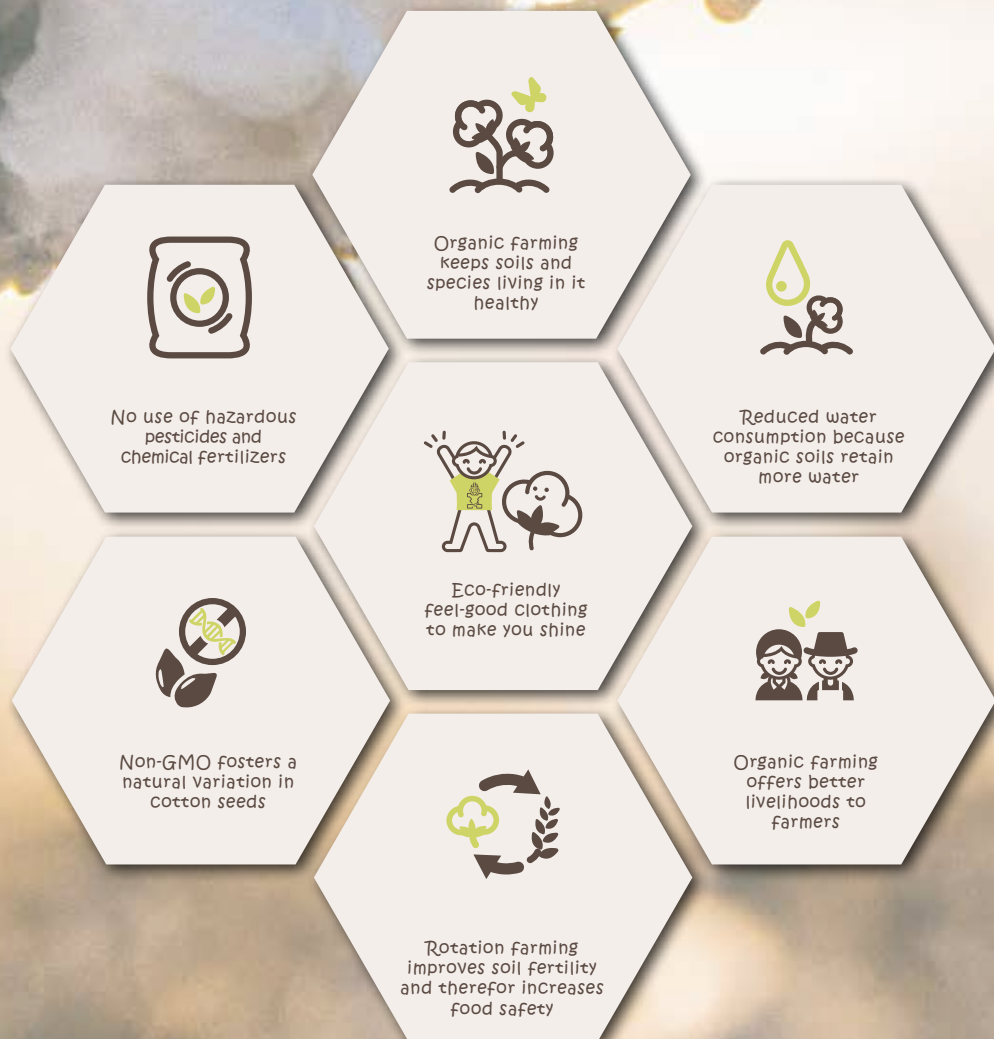 Organic farming
keeps soils and
species living in it
healthy
No use of hazardous
pesticides and
chemical fertilizers
Reduced water
consumption because
organic soils retain
more water
Eco-friendly
feel-good clothing
to make you shine
Non-GMO fosters a
natural variation in
cotton seeds
Organic farming
offers better
livelihoods to
farmers
Rotation farming
improves soil fertility
and therefor increases
food safety